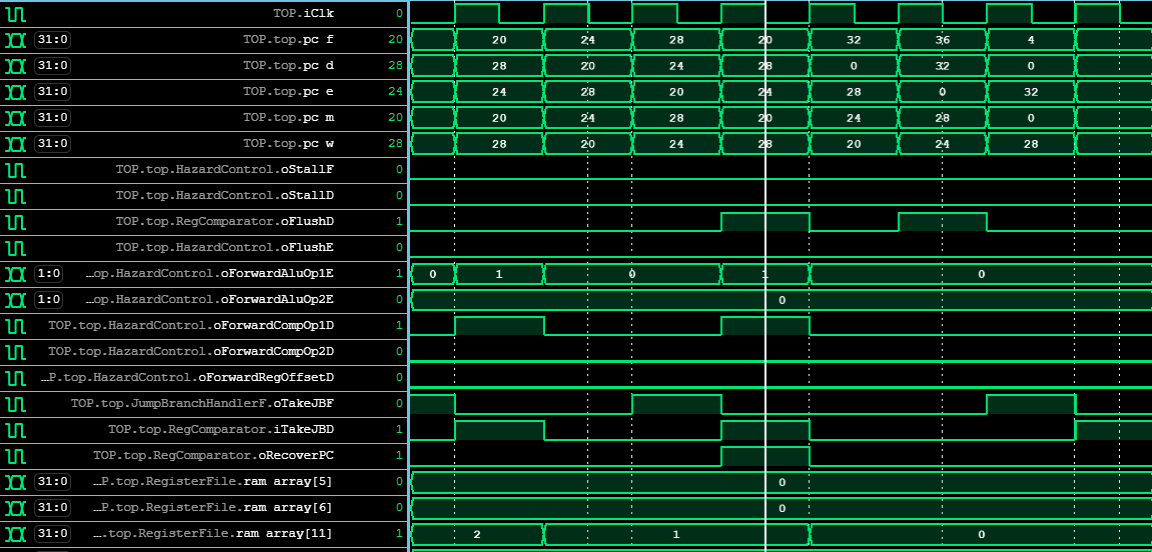 TOP.iClk 0
31:0 TOP.top.pc f 20 20 24 28 20 32 36 4
31:0 TOP.top.pc d 28 28 20 24 28 0 32 0
31:0 TOP.top.pc e 24 24 28 20 24 28 0 32
31:0 TOP.top.pc m 20 20 24 28 20 24 28 0
31:0 TOP.top.pc w 28 28 20 24 28 20 24 28
TOP.top.HazardControl.oStallF 0
TOP.top.HazardControl.oStallD 0
TOP.top.RegComparator.oFlushD 1
TOP.top.HazardControl.oFlushE 0
1:0 …op.HazardControl.oForwardAluOp1E 1 0 1 0 1 0
1:0 …op.HazardControl.oForwardAluOp2E 0 0
TOP.top.HazardControl.oForwardCompOp1D 1
TOP.top.HazardControl.oForwardCompOp2D 0
…P.top.HazardControl.oForwardRegOffsetD 0
TOP.top.JumpBranchHandlerF.oTakeJBF 0
TOP.top.RegComparator.iTakeJBD 1
TOP.top.RegComparator.oRecoverPC 1
31:0 …P.top.RegisterFile.ram array[5] 0 0
31:0 …P.top.RegisterFile.ram array[6] 0 0
31:0 ….top.RegisterFile.ram array[11] 1 2 1 0